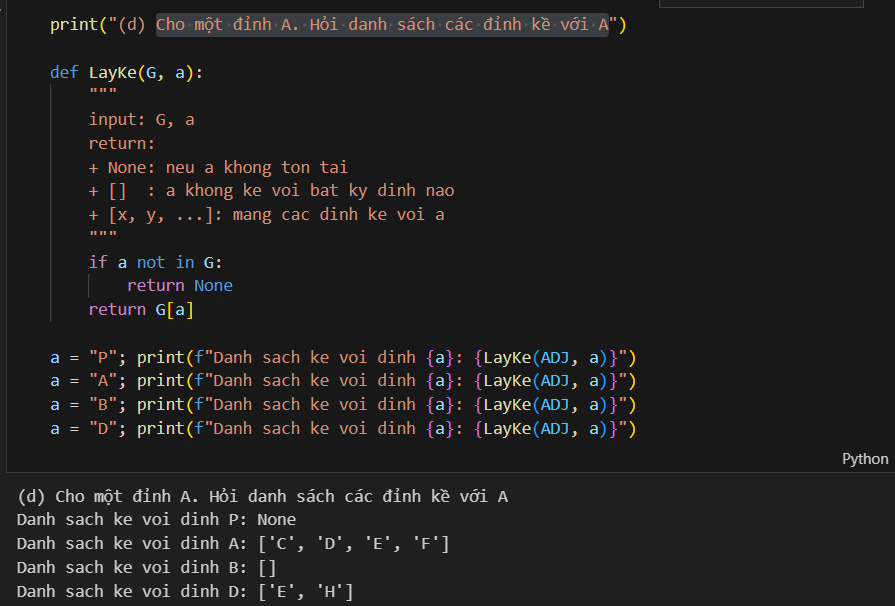 print("(d) Cho một đỉnh A. Hỏi danh sách các đỉnh kề với A")
def LayKe(G, a):
"""
input: G, a
return:
+ None: neu a khong ton tai
+ []  : a khong ke voi bat ky dinh nao
+ [x, y, ...]: mang cac dinh ke voi a
"""
if a not in G:
return None
return G[a]
a = "P"; print(f"Danh sach ke voi dinh {a}: {LayKe(ADJ, a)}")
a = "A"; print(f"Danh sach ke voi dinh {a}: {LayKe(ADJ, a)}")
a = "B"; print(f"Danh sach ke voi dinh {a}: {LayKe(ADJ, a)}")
a = "D"; print(f"Danh sach ke voi dinh {a}: {LayKe(ADJ, a)}")
Python
(d) Cho một đỉnh A. Hỏi danh sách các đỉnh kề với A
Danh sach ke voi dinh P: None
Danh sach ke voi dinh A: ['C', 'D', 'E', 'F']
Danh sach ke voi dinh B: []
Danh sach ke voi dinh D: ['E', 'H']